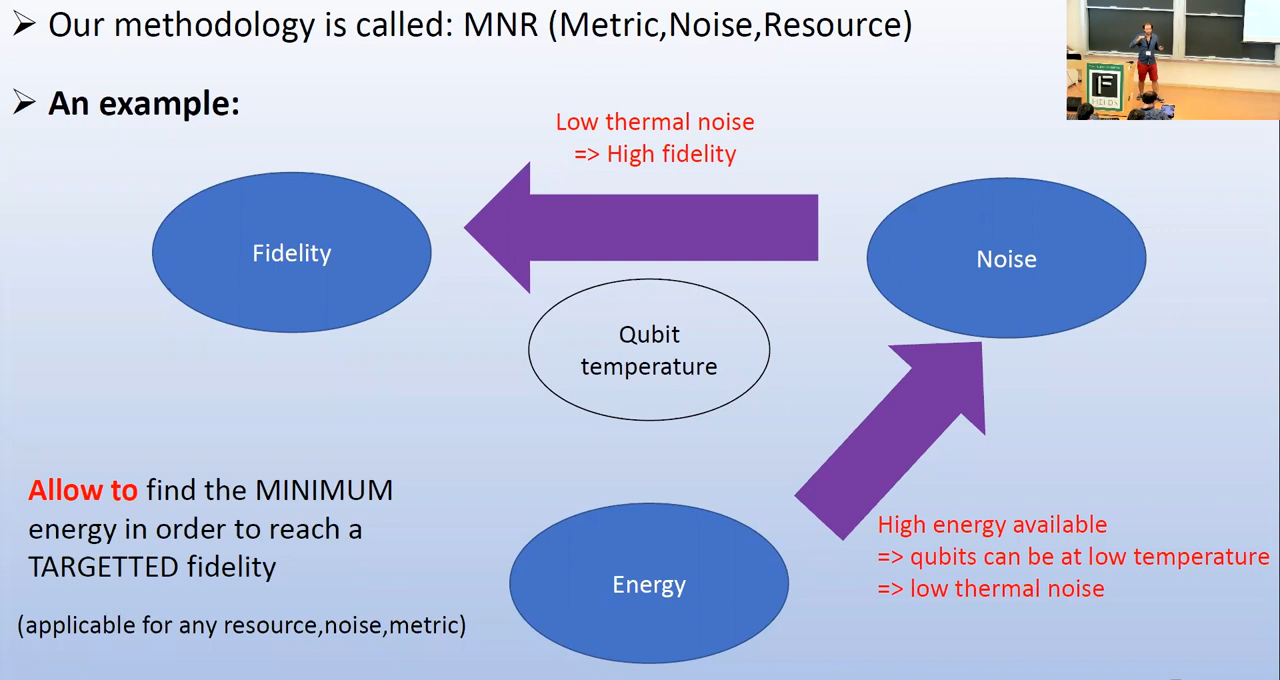 ➢ Our methodology is called: MNR (Metric,Noise,Resource)
➢ An example:
Low thermal noise
=> High fidelity
Fidelity
Noise
Qubit
temperature
Allow to find the MINIMUM
energy in order to reach a
TARGETTED fidelity
(applicable for any resource,noise,metric)
Energy
High energy available
=> qubits can be at low temperature
=> low thermal noise
F
FIELDS